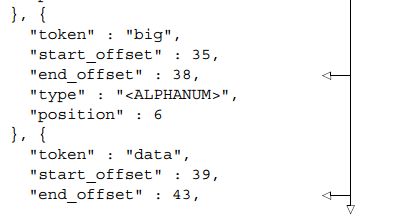 }, {
"token" : "big",
"start_offset" : 35,
"end_offset" : 38,
"type" : "<ALPHANUM>",
"position" : 6
}, {
"token" : "data",
"start_offset" : 39,
"end_offset" : 43,